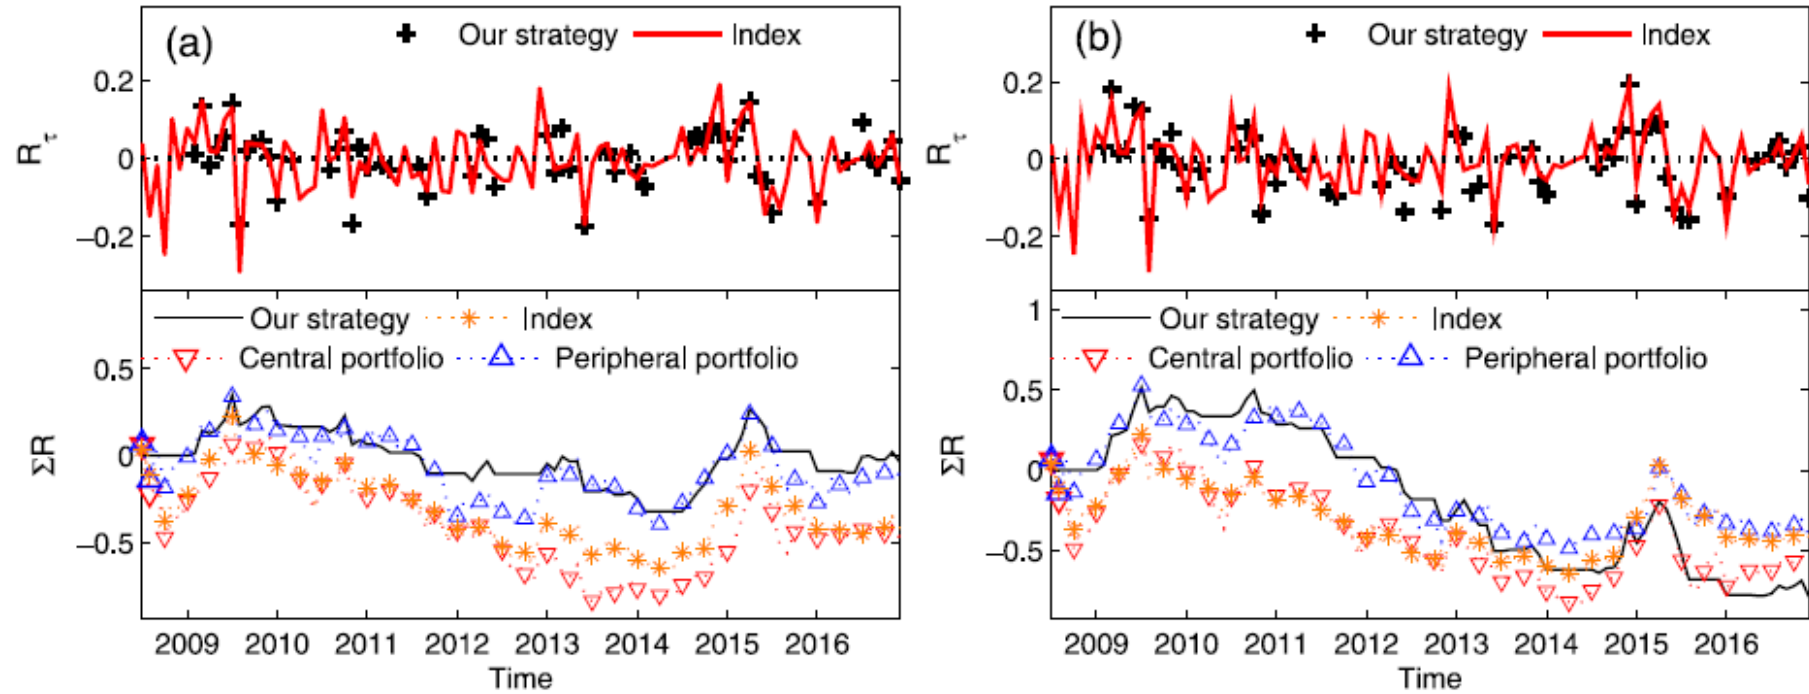 (a) Our strategy Index
0.2
0
−0.2
R_τ
Our strategy Index
Central portfolio Peripheral portfolio
0.5
0
−0.5
ΣR
2009 2010 2011 2012 2013 2014 2015 2016
Time
(b) Our strategy Index
0.2
0
−0.2
R_τ
1
Our strategy Index
Central portfolio Peripheral portfolio
0.5
0
−0.5
ΣR
2009 2010 2011 2012 2013 2014 2015 2016
Time